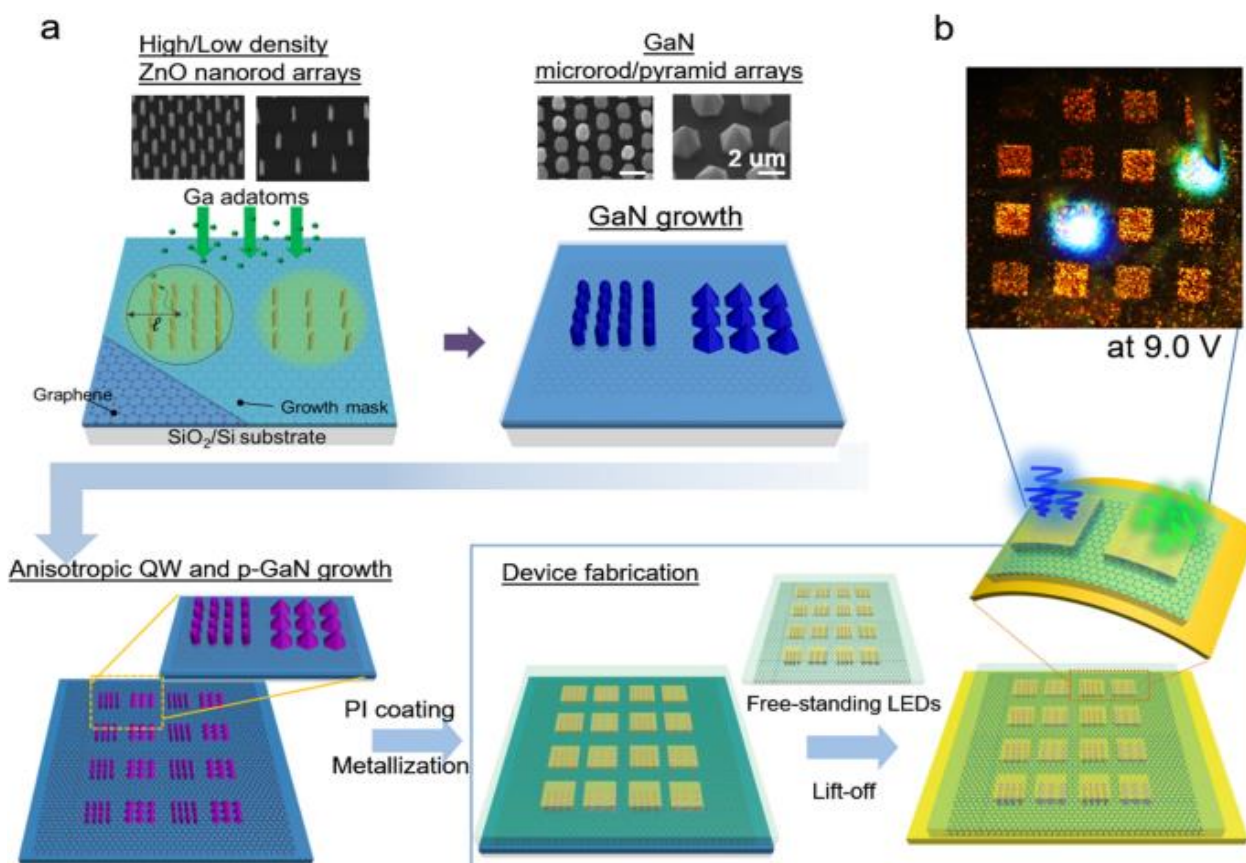 a
High/Low density
ZnO nanorod arrays
GaN
microrod/pyramid arrays
2 um
Ga adatoms
ℓ
Graphene
Growth mask
SiO₂/Si substrate
GaN growth
b
at 9.0 V
Anisotropic QW and p-GaN growth
PI coating
Metallization
Device fabrication
Free-standing LEDs
Lift-off